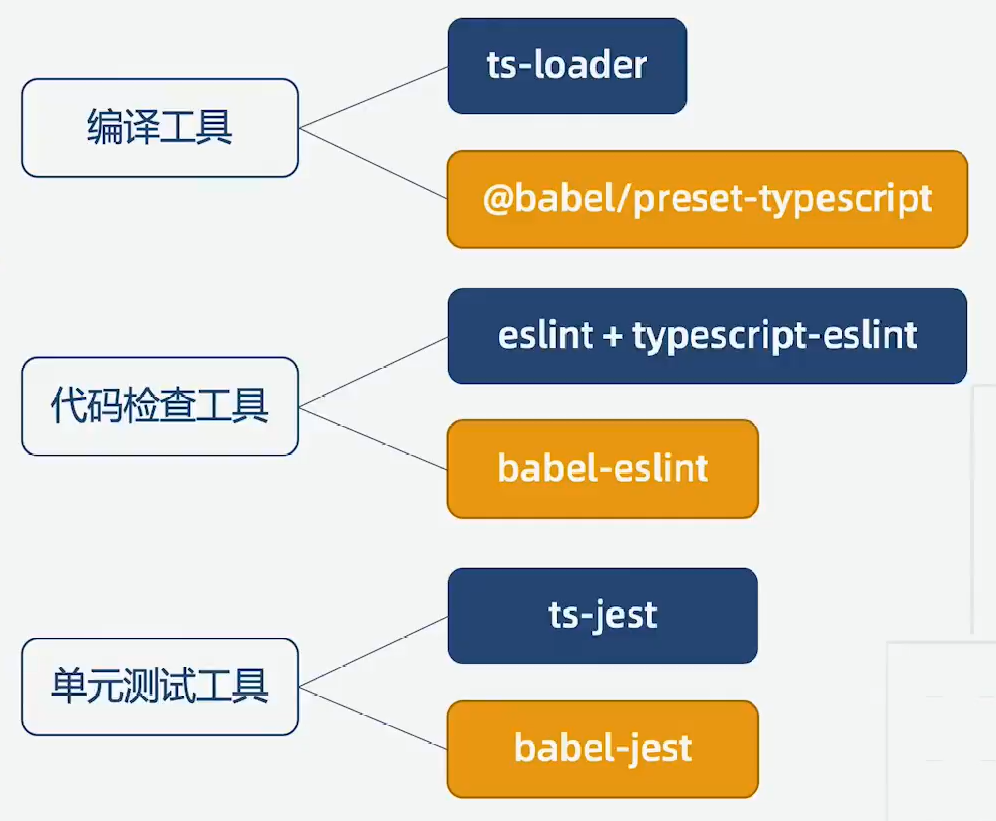 编译工具
ts-loader
@babel/preset-typescript
代码检查工具
eslint + typescript-eslint
babel-eslint
单元测试工具
ts-jest
babel-jest